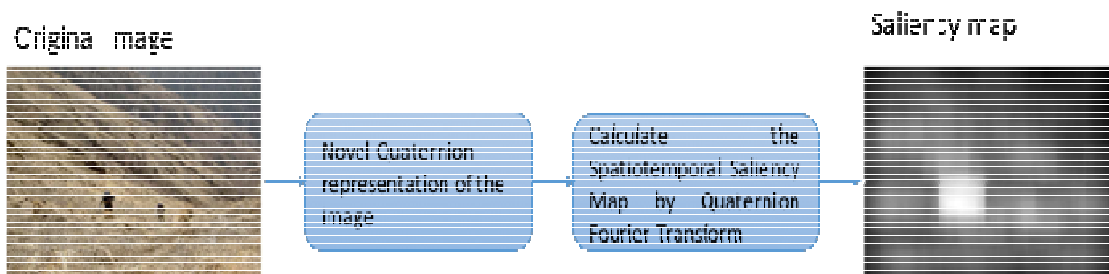 Original image
Saliency map
Novel Quaternion
representation of the
image
Calculate the
Spatiotemporal Saliency
Map by Quaternion
Fourier Transform